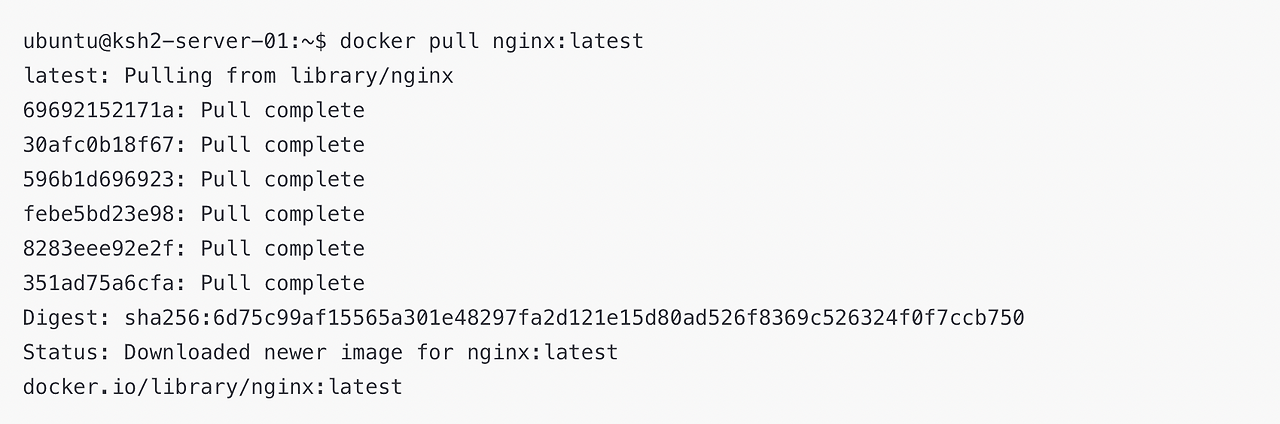 ubuntu@ksh2-server-01:~$ docker pull nginx:latest
latest: Pulling from library/nginx
69692152171a: Pull complete
30afc0b18f67: Pull complete
596b1d696923: Pull complete
febe5bd23e98: Pull complete
8283eee92e2f: Pull complete
351ad75a6cfa: Pull complete
Digest: sha256:6d75c99af15565a301e48297fa2d121e15d80ad526f8369c526324f0f7ccb750
Status: Downloaded newer image for nginx:latest
docker.io/library/nginx:latest